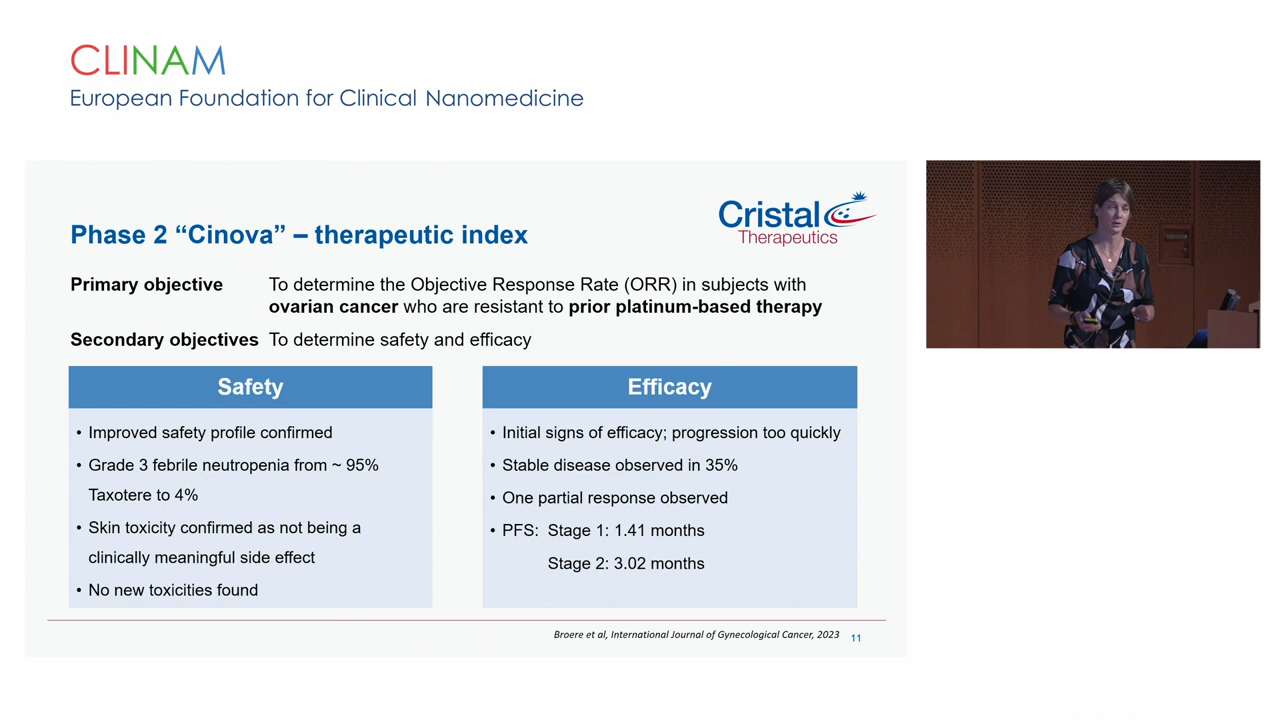 CLINAM
European Foundation for Clinical Nanomedicine
Cristal
Therapeutics
Phase 2 “Cinova” – therapeutic index
Primary objective To determine the Objective Response Rate (ORR) in subjects with
ovarian cancer who are resistant to prior platinum-based therapy
Secondary objectives To determine safety and efficacy
Safety
• Improved safety profile confirmed
• Grade 3 febrile neutropenia from ~ 95%
Taxotere to 4%
• Skin toxicity confirmed as not being a
clinically meaningful side effect
• No new toxicities found
Efficacy
• Initial signs of efficacy; progression too quickly
• Stable disease observed in 35%
• One partial response observed
• PFS: Stage 1: 1.41 months
Stage 2: 3.02 months
Broere et al, International Journal of Gynecological Cancer, 2023
11